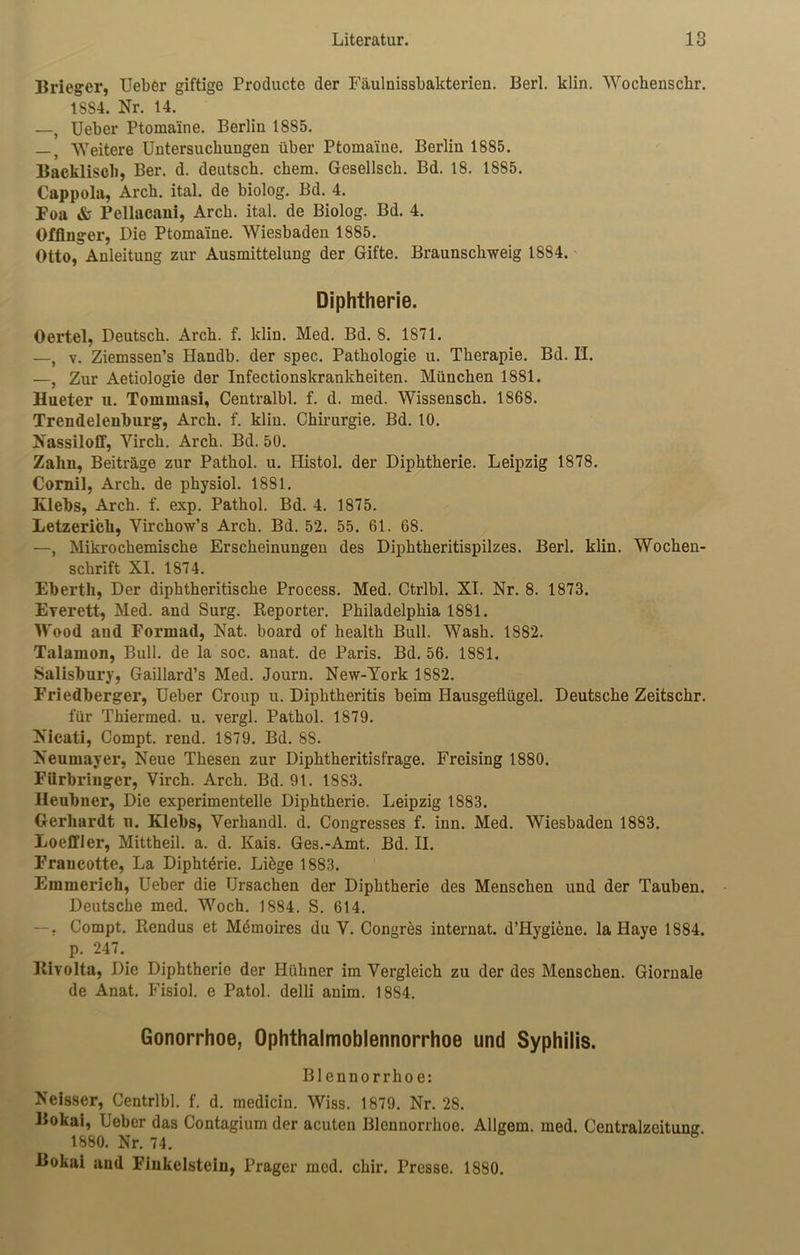 Literatur. 13
Brieger, Ueber giftige Producte der Fäulnissbakterien. Berl. klin. Wochenschr.
1884. Nr. 14.
—, Ueber Ptomaïne. Berlin 1885.
—, Weitere Untersuchungen über Ptomaïne. Berlin 1885.
Backlisch, Ber. d. deutsch. chem. Gesellsch. Bd. 18. 1885.
Cappola, Arch. ital. de biolog. Bd. 4.
Foa & Pellacani, Arch. ital. de Biolog. Bd. 4.
Offinger, Die Ptomaïne. Wiesbaden 1885.
Otto, Anleitung zur Ausmittelung der Gifte. Braunschweig 1884.
Diphtherie.
Oertel, Deutsch. Arch. f. klin. Med. Bd. 8. 1871.
—, v. Ziemssen's Handb. der spec. Pathologie u. Therapie. Bd. II.
—, Zur Aetiologie der Infectionskrankheiten. München 1881.
Hueter u. Tommasi, Centralbl. f. d. med. Wissensch. 1868.
Trendelenburg, Arch. f. klin. Chirurgie. Bd. 10.
Nassiloff, Virch. Arch. Bd. 50.
Zahn, Beiträge zur Pathol. u. Histol. der Diphtherie. Leipzig 1878.
Cornil, Arch. de physiol. 1881.
Klebs, Arch. f. exp. Pathol. Bd. 4. 1875.
Letzerich, Virchow's Arch. Bd. 52. 55. 61. 68.
—, Mikrochemische Erscheinungen des Diphtheritispilzes. Berl. klin. Wochen-
schrift XI. 1874.
Eberth, Der diphtheritische Process. Med. Ctrlbl. XI. Nr. 8. 1873.
Everett, Med. and Surg. Reporter. Philadelphia 1881.
Wood and Formad, Nat. board of health Bull. Wash. 1882.
Talamon, Bull. de la soc. anat. de Paris. Bd. 56. 1881.
Salisbury, Gaillard's Med. Journ. New-York 1882.
Friedberger, Ueber Croup u. Diphtheritis beim Hausgeflügel. Deutsche Zeitschr.
für Thiermed. u. vergl. Pathol. 1879.
Nicati, Compt. rend. 1879. Bd. 88.
Neumayer, Neue Thesen zur Diphtheritisfrage. Freising 1880.
Fürbringer, Virch. Arch. Bd. 91. 1883.
Heubner, Die experimentelle Diphtherie. Leipzig 1883.
Gerhardt u. Klebs, Verhandl. d. Congresses f. inn. Med. Wiesbaden 1883.
Loeffler, Mittheil. a. d. Kais. Ges.-Amt. Bd. II.
Francotte, La Diphtérie. Liège 1883.
Emmerich, Ueber die Ursachen der Diphtherie des Menschen und der Tauben.
Deutsche med. Woch. 1884. S. 614.
—, Compt. Rendus et Mémoires du V. Congrès internat. d'Hygiène. la Haye 1884.
p. 247.
Rivolta, Die Diphtherie der Hühner im Vergleich zu der des Menschen. Giornale
de Anat. Fisiol. e Patol. delli anim. 1884.
Gonorrhoe, Ophthalmoblennorrhoe und Syphilis.
Blennorrhoe:
Neisser, Centrlbl. f. d. medicin. Wiss. 1879. Nr. 28.
Bokai, Ueber das Contagium der acuten Blennorrhoe. Allgem. med. Centralzeitung.
1880. Nr. 74.
Bokai and Finkelstein, Prager med. chir. Presse. 1880.